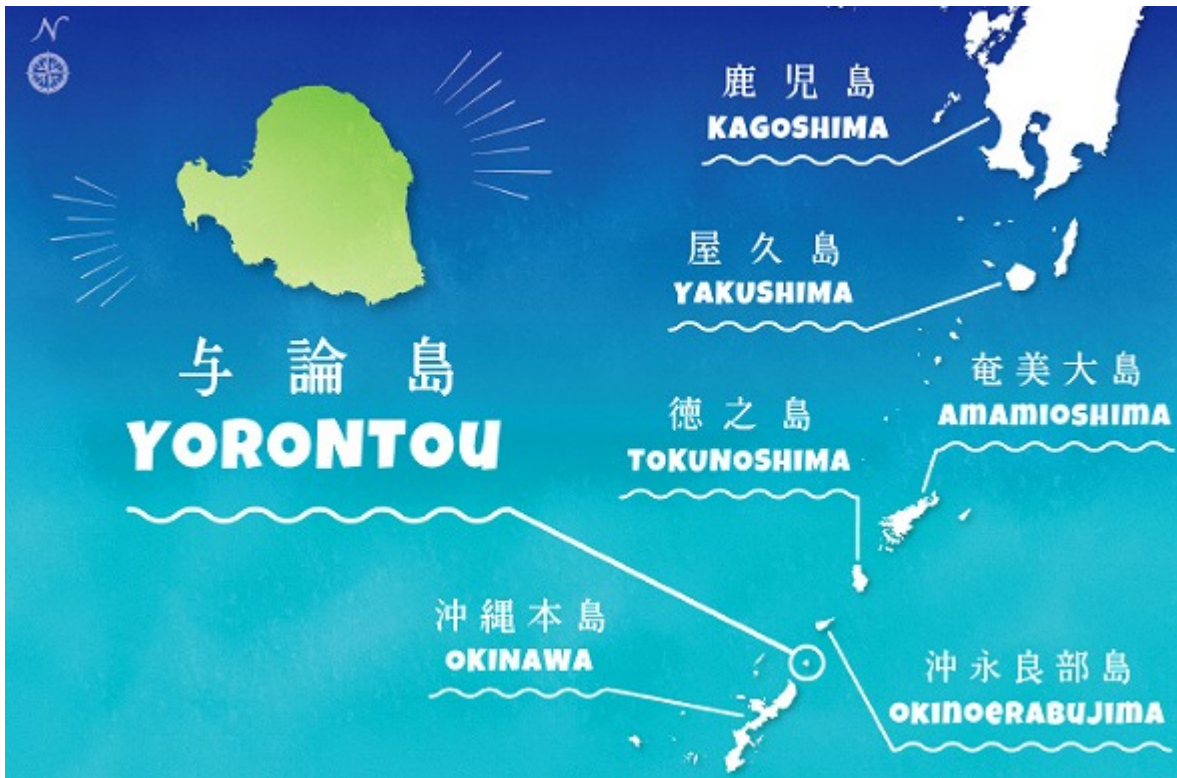 N
鹿児島
KAGOSHIMA
屋久島
YAKUSHIMA
与論島
YORONTOU
奄美大島
AMAMIOSHIMA
徳之島
TOKUNOSHIMA
沖縄本島
OKINAWA
沖永良部島
OKINOERABUJIMA